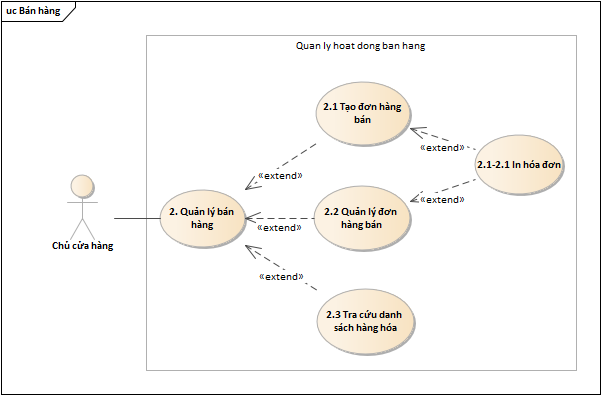 uc Bán hàng
Quan ly hoat dong ban hang
2.1 Tạo đơn hàng
bán
«extend»
2.1-2.1 In hóa đơn
«extend»
«extend»
2. Quản lý bán
hàng
2.2 Quản lý đơn
hàng bán
«extend»
Chủ cửa hàng
«extend»
2.3 Tra cứu danh
sách hàng hóa